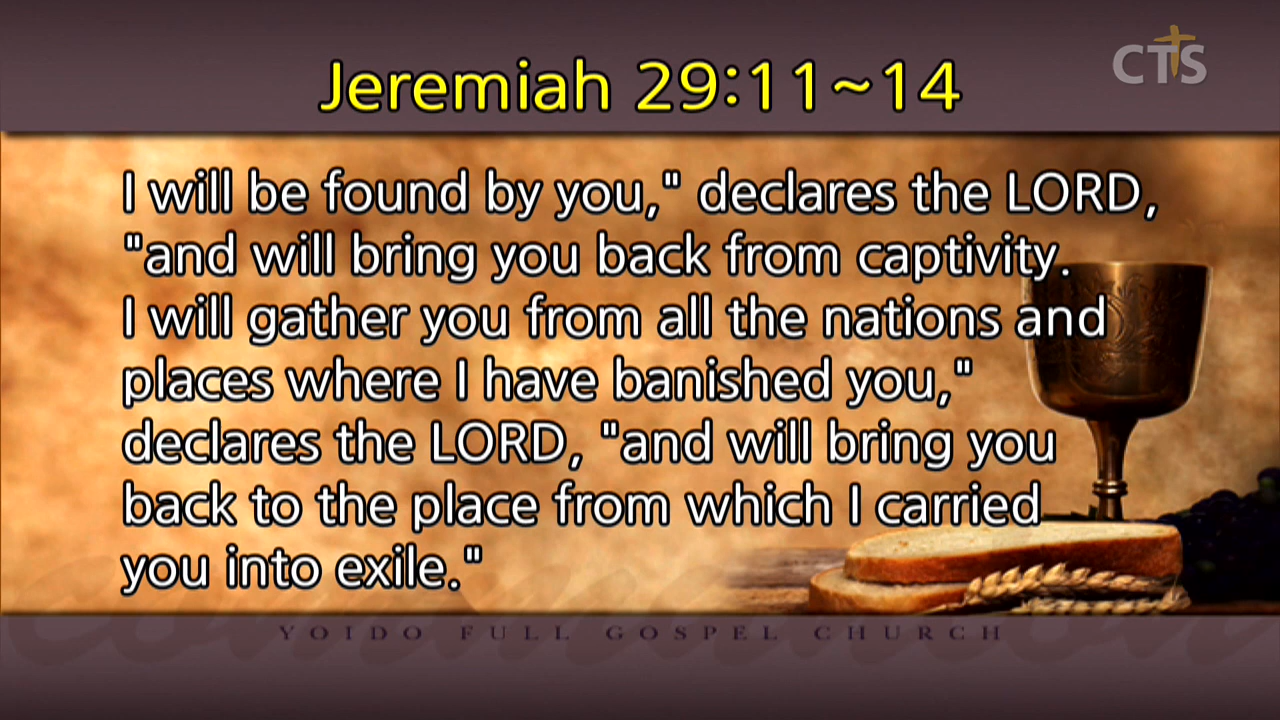 CTS
Jeremiah 29:11~14
I will be found by you," declares the LORD,
"and will bring you back from captivity.
I will gather you from all the nations and
places where I have banished you,"
declares the LORD, "and will bring you
back to the place from which I carried
you into exile."
YOIDO FULL GOSPEL CHURCH